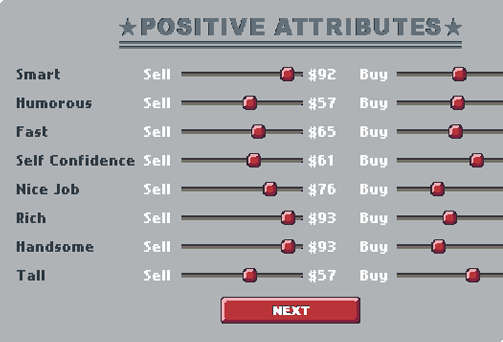 ★POSITIVE ATTRIBUTES★
Smart Sell $92 Buy
Humorous Sell $57 Buy
Fast Sell $65 Buy
Self Confidence Sell $61 Buy
Nice Job Sell $76 Buy
Rich Sell $93 Buy
Handsome Sell $93 Buy
Tall Sell $57 Buy
NEXT